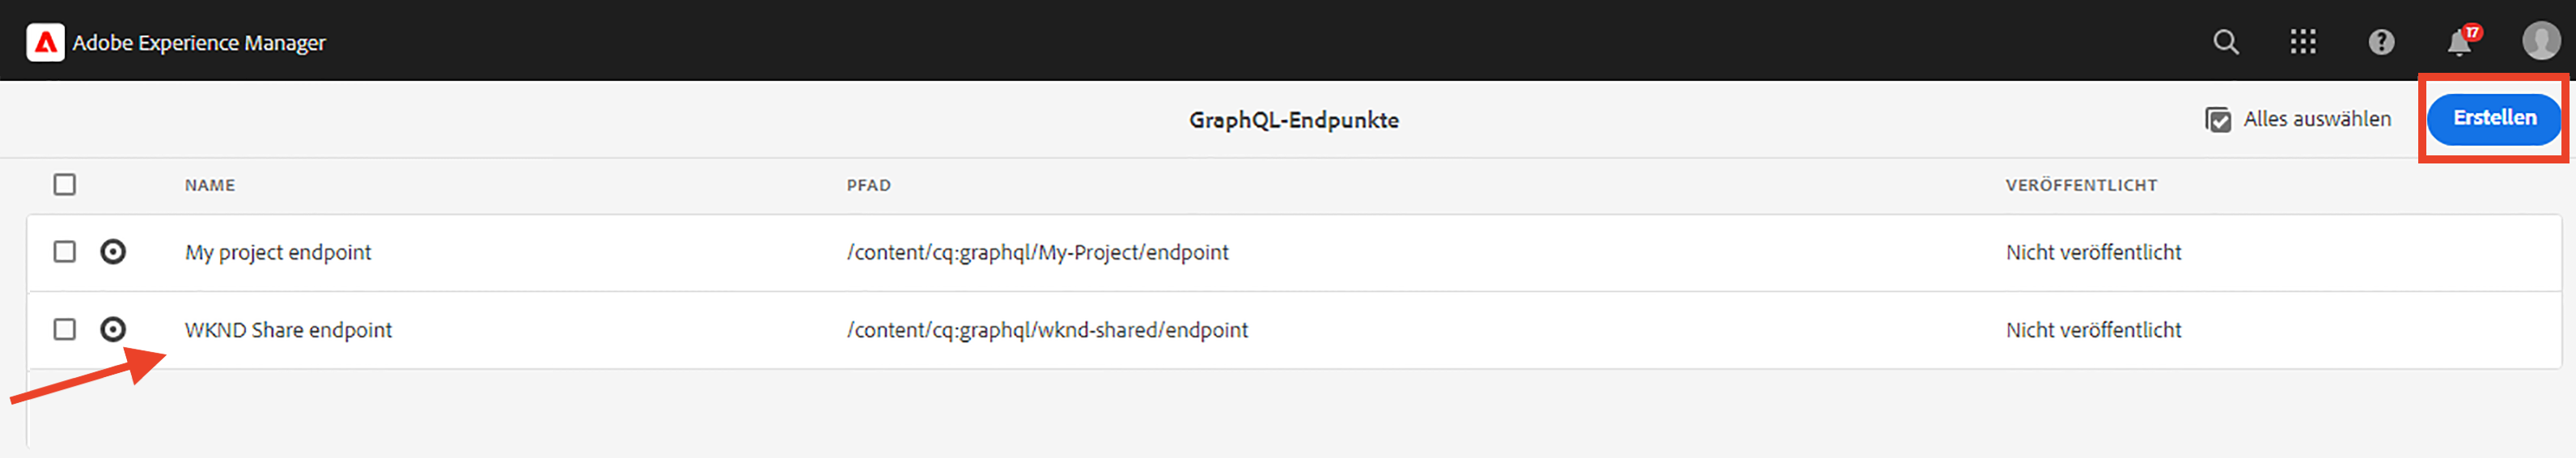 Adobe Experience Manager
17
GraphQL-Endpunkte
Alles auswählen
Erstellen
NAME PFAD VERÖFFENTLICHT
My project endpoint /content/cq:graphql/My-Project/endpoint Nicht veröffentlicht
WKND Share endpoint /content/cq:graphql/wknd-shared/endpoint Nicht veröffentlicht